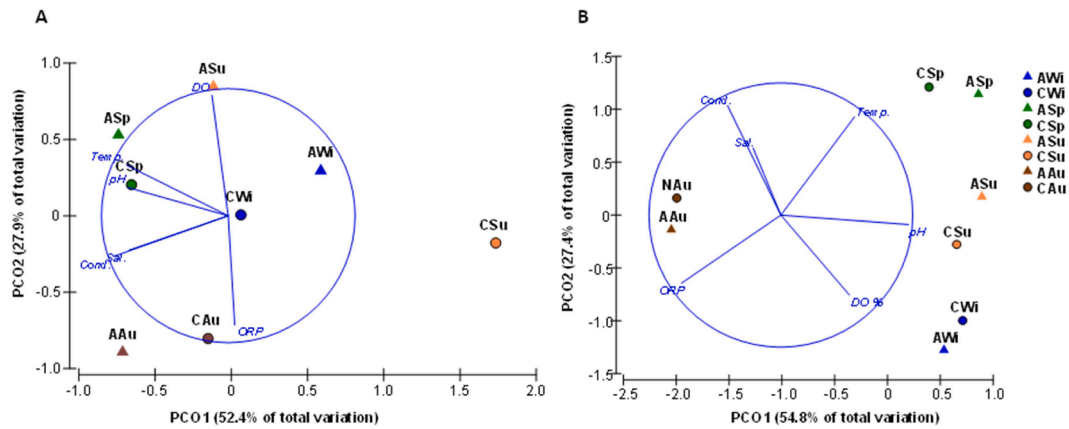 A
PCO2 (27.9% of total variation)
1.0
0.5
0
-0.5
-1.0
ASu
DO
ASp
Temp.
CSp
pH
AWi
CWi
CSu
Sal.
Cond.
CAu
ORP
AAu
-1.0
-0.5
0
0.5
1.0
1.5
2.0
PCO1 (52.4% of total variation)
B
PCO2 (27.4% of total variation)
1.5
1.0
0.5
0
-0.5
-1.0
-1.5
CSp
ASp
Cond.
Temp.
Sal.
NAu
AAu
ASu
pH
CSu
ORP
DO %
CWi
AWi
-2.5
-2.0
-1.5
-1.0
-0.5
0
0.5
1.0
PCO1 (54.8% of total variation)
AWi
CWi
ASp
CSp
ASu
CSu
AAu
CAu